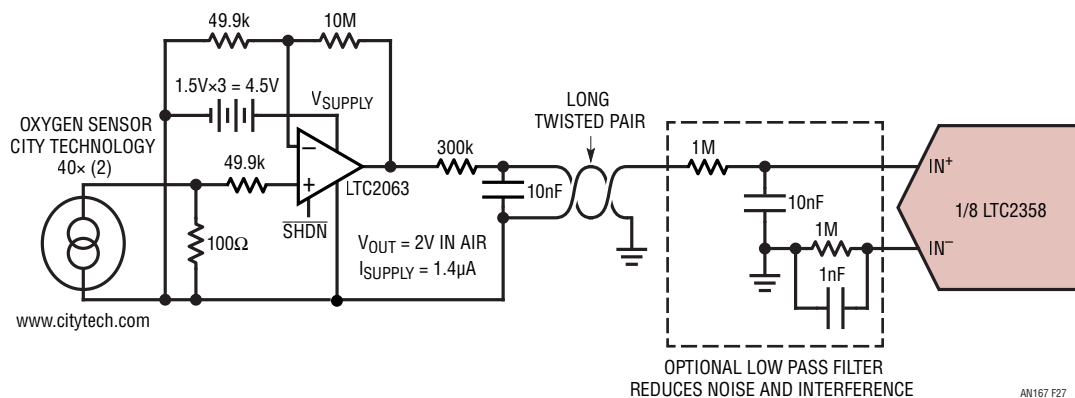 49.9k
10M
1.5V×3 = 4.5V
VSUPPLY
OXYGEN SENSOR
CITY TECHNOLOGY
40× (2)
49.9k
−
+
LTC2063
SHDN
100Ω
VOUT = 2V IN AIR
ISUPPLY = 1.4µA
www.citytech.com
300k
10nF
LONG
TWISTED PAIR
1M
10nF
1M
1nF
IN+
IN−
1/8 LTC2358
OPTIONAL LOW PASS FILTER
REDUCES NOISE AND INTERFERENCE
AN167 F27